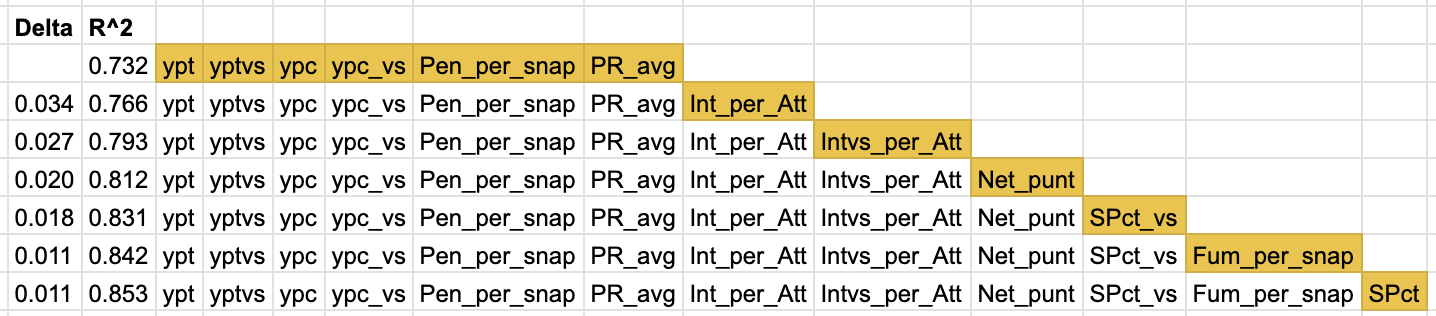 Delta R^2
0.732 ypt yptvs ypc ypc_vs Pen_per_snap PR_avg
0.034 0.766 ypt yptvs ypc ypc_vs Pen_per_snap PR_avg Int_per_Att
0.027 0.793 ypt yptvs ypc ypc_vs Pen_per_snap PR_avg Int_per_Att Intvs_per_Att
0.020 0.812 ypt yptvs ypc ypc_vs Pen_per_snap PR_avg Int_per_Att Intvs_per_Att Net_punt
0.018 0.831 ypt yptvs ypc ypc_vs Pen_per_snap PR_avg Int_per_Att Intvs_per_Att Net_punt SPct_vs
0.011 0.842 ypt yptvs ypc ypc_vs Pen_per_snap PR_avg Int_per_Att Intvs_per_Att Net_punt SPct_vs Fum_per_snap
0.011 0.853 ypt yptvs ypc ypc_vs Pen_per_snap PR_avg Int_per_Att Intvs_per_Att Net_punt SPct_vs Fum_per_snap SPct